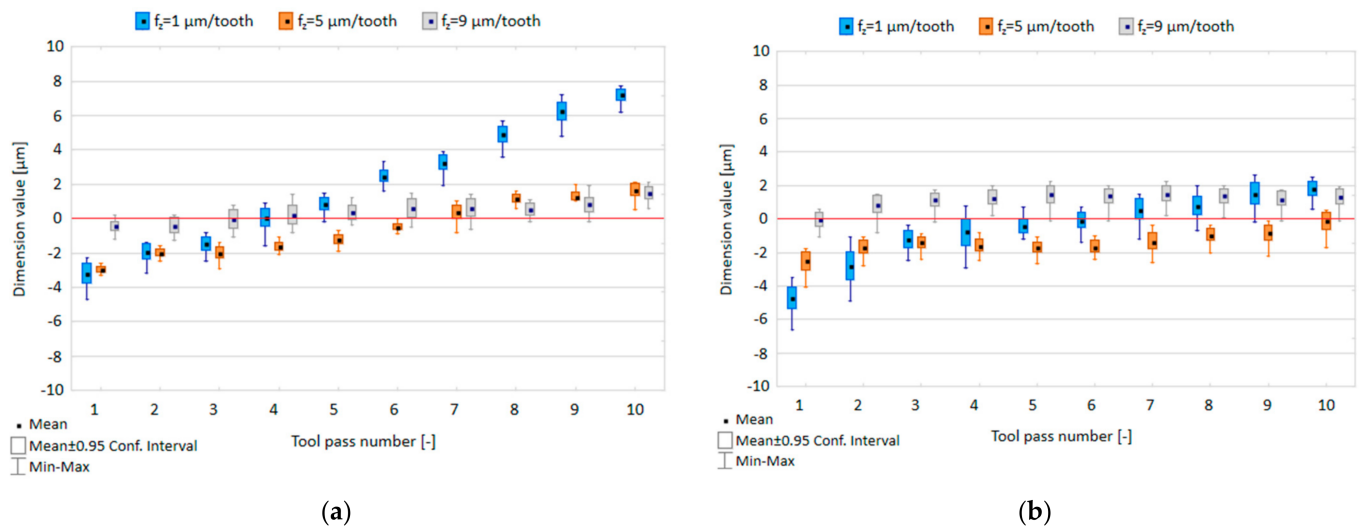 fz=1 µm/tooth fz=5 µm/tooth fz=9 µm/tooth
10
8
6
4
2
0
-2
-4
-6
-8
-10
Dimension value [µm]
1 2 3 4 5 6 7 8 9 10
Tool pass number [-]
Mean
Mean±0.95 Conf. Interval
Min-Max
(a)
fz=1 µm/tooth fz=5 µm/tooth fz=9 µm/tooth
10
8
6
4
2
0
-2
-4
-6
-8
-10
Dimension value [µm]
1 2 3 4 5 6 7 8 9 10
Tool pass number [-]
Mean
Mean±0.95 Conf. Interval
Min-Max
(b)